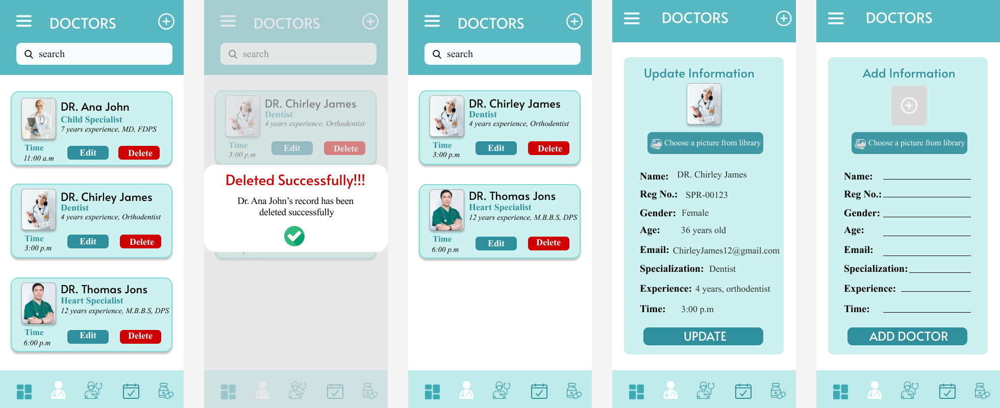 DOCTORS
search
DR. Ana John
Child Specialist
7 years experience, MD, FDPS
Time
11:00 a.m
Edit
Delete
DR. Chirley James
Dentist
4 years experience, Orthodentist
Time
3:00 p.m
Edit
Delete
DR. Thomas Jons
Heart Specialist
12 years experience, M.B.B.S, DPS
Time
6:00 p.m
Edit
Delete
DOCTORS
search
DR. Chirley James
Dentist
4 years experience, Orthodentist
Time
3:00 p.m
Edit
Delete
Deleted Successfully!!!
Dr. Ana John’s record has been
deleted successfully
DOCTORS
search
DR. Chirley James
Dentist
4 years experience, Orthodentist
Time
3:00 p.m
Edit
Delete
DR. Thomas Jons
Heart Specialist
12 years experience, M.B.B.S, DPS
Time
6:00 p.m
Edit
Delete
DOCTORS
Update Information
Choose a picture from library
Name: DR. Chirley James
Reg No.: SPR-00123
Gender: Female
Age: 36 years old
Email: ChirleyJames12@gmail.com
Specialization: Dentist
Experience: 4 years, orthodentist
Time: 3:00 p.m
UPDATE
DOCTORS
Add Information
Choose a picture from library
Name:
Reg No.:
Gender:
Age:
Email:
Specialization:
Experience:
Time:
ADD DOCTOR